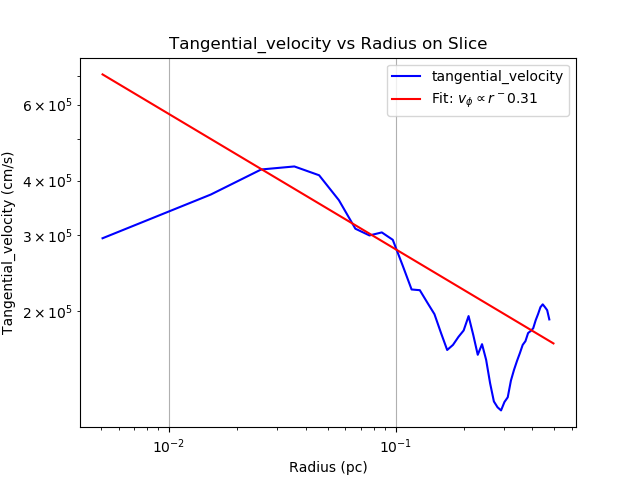 Tangential_velocity vs Radius on Slice
tangential_velocity
Fit: $v_\phi \propto r^-0.31$
6 × 10⁵
4 × 10⁵
3 × 10⁵
2 × 10⁵
Tangential_velocity (cm/s)
10⁻²
10⁻¹
Radius (pc)